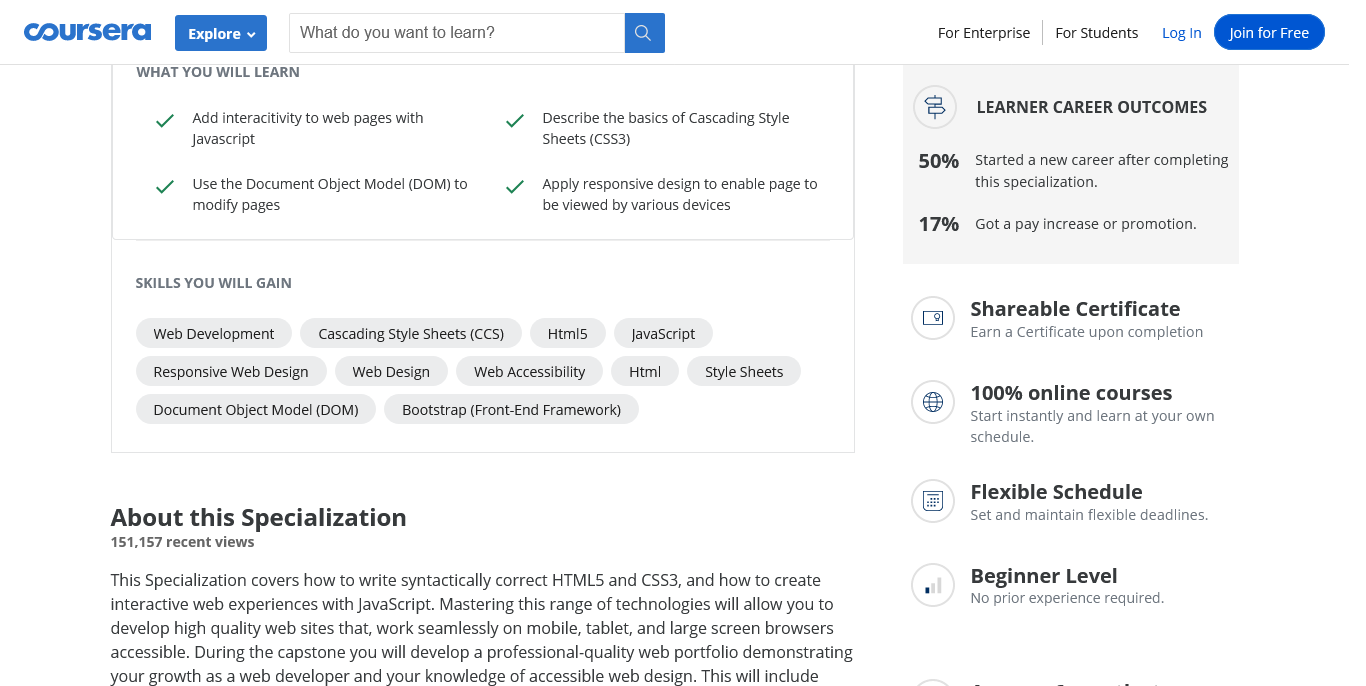 coursera
Explore
What do you want to learn?
For Enterprise
For Students
Log In
Join for Free
WHAT YOU WILL LEARN
Add interacitivity to web pages with
Javascript
Describe the basics of Cascading Style
Sheets (CSS3)
Use the Document Object Model (DOM) to
modify pages
Apply responsive design to enable page to
be viewed by various devices
SKILLS YOU WILL GAIN
Web Development
Cascading Style Sheets (CCS)
Html5
JavaScript
Responsive Web Design
Web Design
Web Accessibility
Html
Style Sheets
Document Object Model (DOM)
Bootstrap (Front-End Framework)
About this Specialization
151,157 recent views
This Specialization covers how to write syntactically correct HTML5 and CSS3, and how to create
interactive web experiences with JavaScript. Mastering this range of technologies will allow you to
develop high quality web sites that, work seamlessly on mobile, tablet, and large screen browsers
accessible. During the capstone you will develop a professional-quality web portfolio demonstrating
your growth as a web developer and your knowledge of accessible web design. This will include
LEARNER CAREER OUTCOMES
50% Started a new career after completing
this specialization.
17% Got a pay increase or promotion.
Shareable Certificate
Earn a Certificate upon completion
100% online courses
Start instantly and learn at your own
schedule.
Flexible Schedule
Set and maintain flexible deadlines.
Beginner Level
No prior experience required.